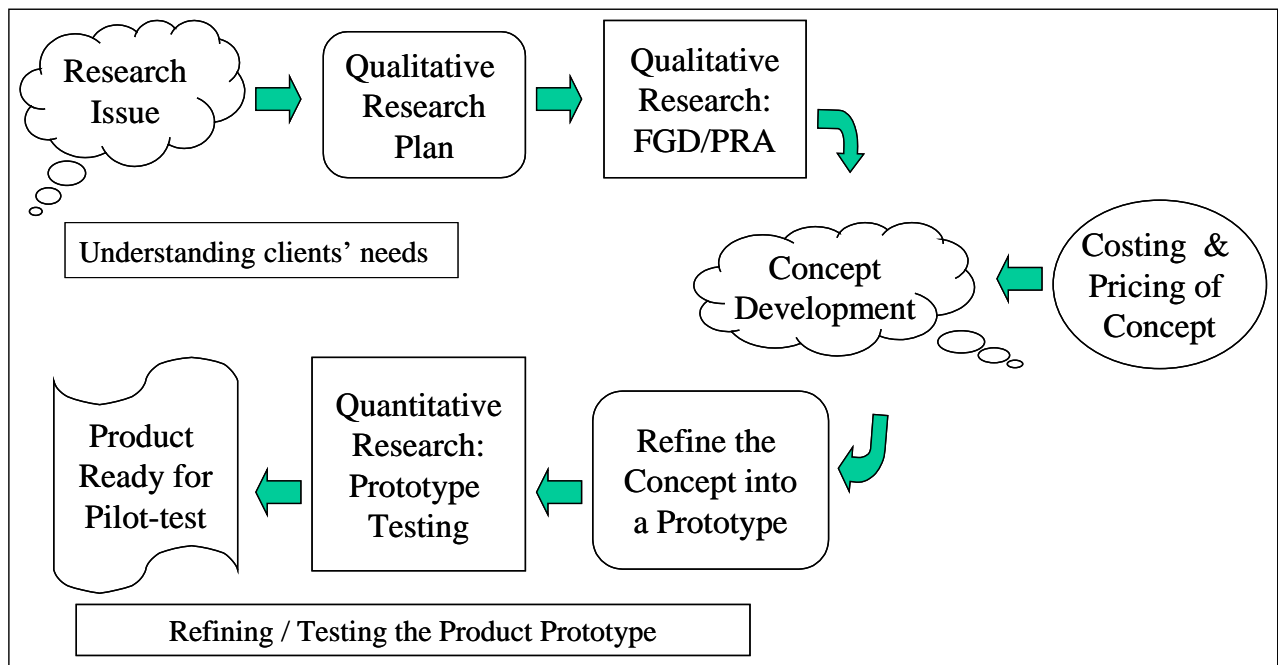 Research
Issue
Qualitative
Research
Plan
Qualitative
Research:
FGD/PRA
Understanding clients' needs
Concept
Development
Costing & 
Pricing of
Concept
Product
Ready for
Pilot-test
Quantitative
Research:
Prototype
Testing
Refine the
Concept into
a Prototype
Refining / Testing the Product Prototype